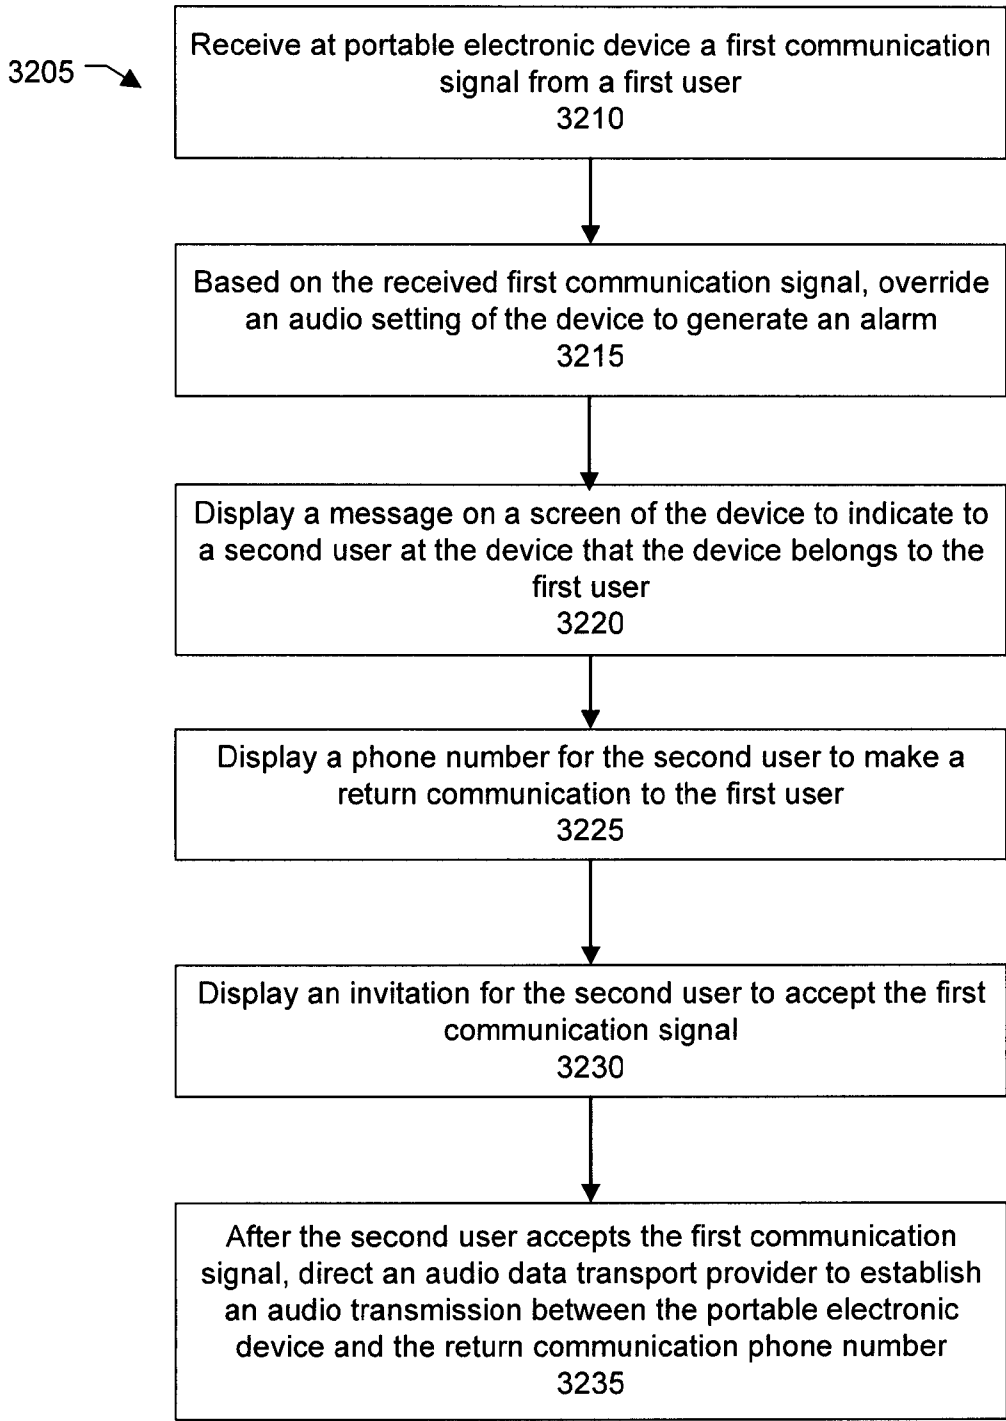 3205
Receive at portable electronic device a first communication
signal from a first user
3210
Based on the received first communication signal, override
an audio setting of the device to generate an alarm
3215
Display a message on a screen of the device to indicate to
a second user at the device that the device belongs to the
first user
3220
Display a phone number for the second user to make a
return communication to the first user
3225
Display an invitation for the second user to accept the first
communication signal
3230
After the second user accepts the first communication
signal, direct an audio data transport provider to establish
an audio transmission between the portable electronic
device and the return communication phone number
3235